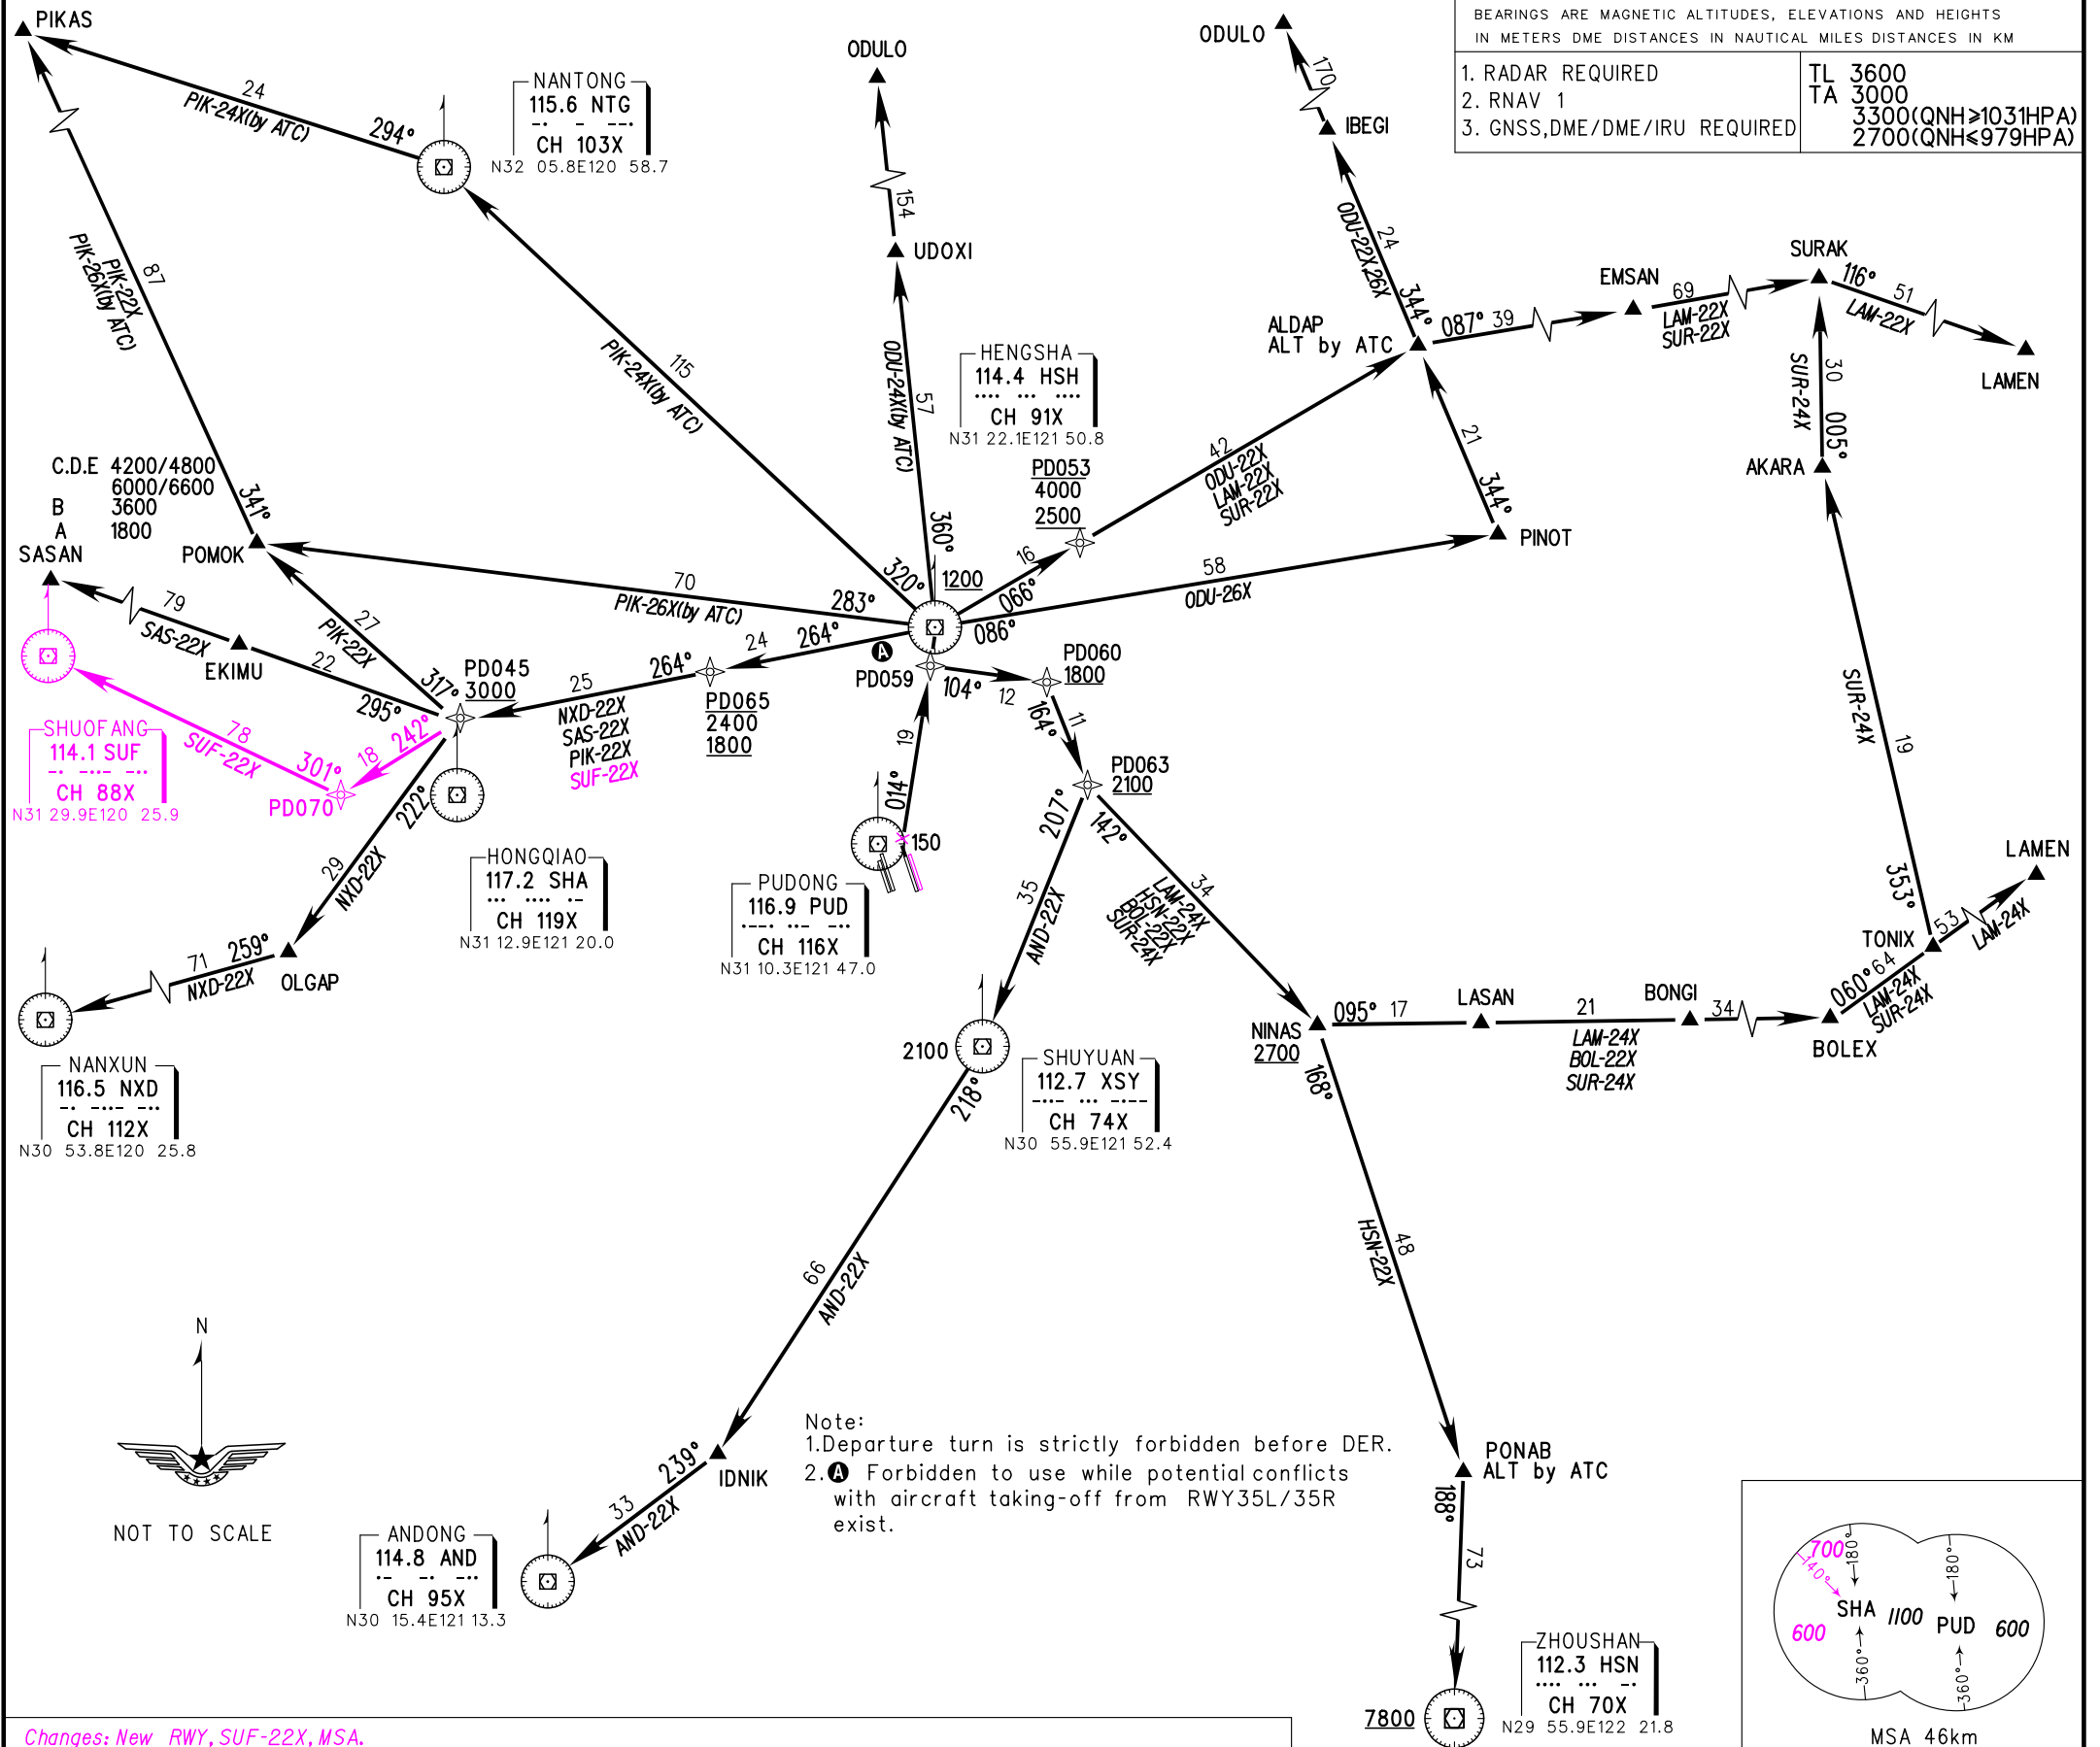 BEARINGS ARE MAGNETIC ALTITUDES, ELEVATIONS AND HEIGHTS
IN METERS DME DISTANCES IN NAUTICAL MILES DISTANCES IN KM
1. RADAR REQUIRED
2. RNAV 1
3. GNSS,DME/DME/IRU REQUIRED
TL 3600
TA 3000
3300(QNH≥1031HPA)
2700(QNH≤979HPA)
PIKAS
24
PIK-24X(by ATC)
294°
NANTONG
115.6 NTG
CH 103X
N32 05.8E120 58.7
ODULO
154
UDOXI
57
ODU-24X(by ATC)
360°
ODULO
170
IBEGI
24
ODU-22X,26X
344°
ALDAP
ALT by ATC
087° 39
EMSAN
69
LAM-22X
SUR-22X
SURAK
116°
51
LAM-22X
LAMEN
30
SUR-24X
005°
AKARA
87
PIK-22X
PIK-26X(by ATC)
341°
115
PIK-24X(by ATC)
320°
HENGSHA
114.4 HSH
CH 91X
N31 22.1E121 50.8
PD053
4000
2500
42
ODU-22X
LAM-22X
SUR-22X
21
344°
PINOT
C.D.E 4200/4800
6000/6600
B 3600
A 1800
SASAN
POMOK
70
PIK-26X(by ATC)
283°
1200
16
066°
58
ODU-26X
086°
79
SAS-22X
EKIMU
22
295°
27
PIK-22X
317°
PD045
3000
24
264°
264°
25
NXD-22X
SAS-22X
PIK-22X
SUF-22X
PD065
2400
1800
A
PD059
104°
12
PD060
1800
11
164°
PD063
2100
SHUOFANG
114.1 SUF
CH 88X
N31 29.9E120 25.9
78
SUF-22X
301°
18
242°
PD070
222°
29
NXD-22X
HONGQIAO
117.2 SHA
CH 119X
N31 12.9E121 20.0
19
014°
150
PUDONG
116.9 PUD
CH 116X
N31 10.3E121 47.0
207°
35
AND-22X
142°
34
LAM-24X
HSN-22X
BOL-22X
SUR-24X
SUR-24X
19
353°
TONIX
53
LAM-24X
LAMEN
060° 64
LAM-24X
SUR-24X
OLGAP
259°
71
NXD-22X
NANXUN
116.5 NXD
CH 112X
N30 53.8E120 25.8
2100
218°
SHUYUAN
112.7 XSY
CH 74X
N30 55.9E121 52.4
NINAS
2700
095° 17
LASAN
21
LAM-24X
BOL-22X
SUR-24X
BONGI
34
BOLEX
168°
48
HSN-22X
66
AND-22X
N
NOT TO SCALE
IDNIK
239°
33
AND-22X
ANDONG
114.8 AND
CH 95X
N30 15.4E121 13.3
Note:
1.Departure turn is strictly forbidden before DER.
2. A Forbidden to use while potential conflicts
with aircraft taking-off from RWY35L/35R
exist.
PONAB
ALT by ATC
188°
73
7800
ZHOUSHAN
112.3 HSN
CH 70X
N29 55.9E122 21.8
700
140°
180°
180°
SHA
1100
PUD
600
600
360°
360°
MSA 46km
Changes: New RWY, SUF-22X, MSA.